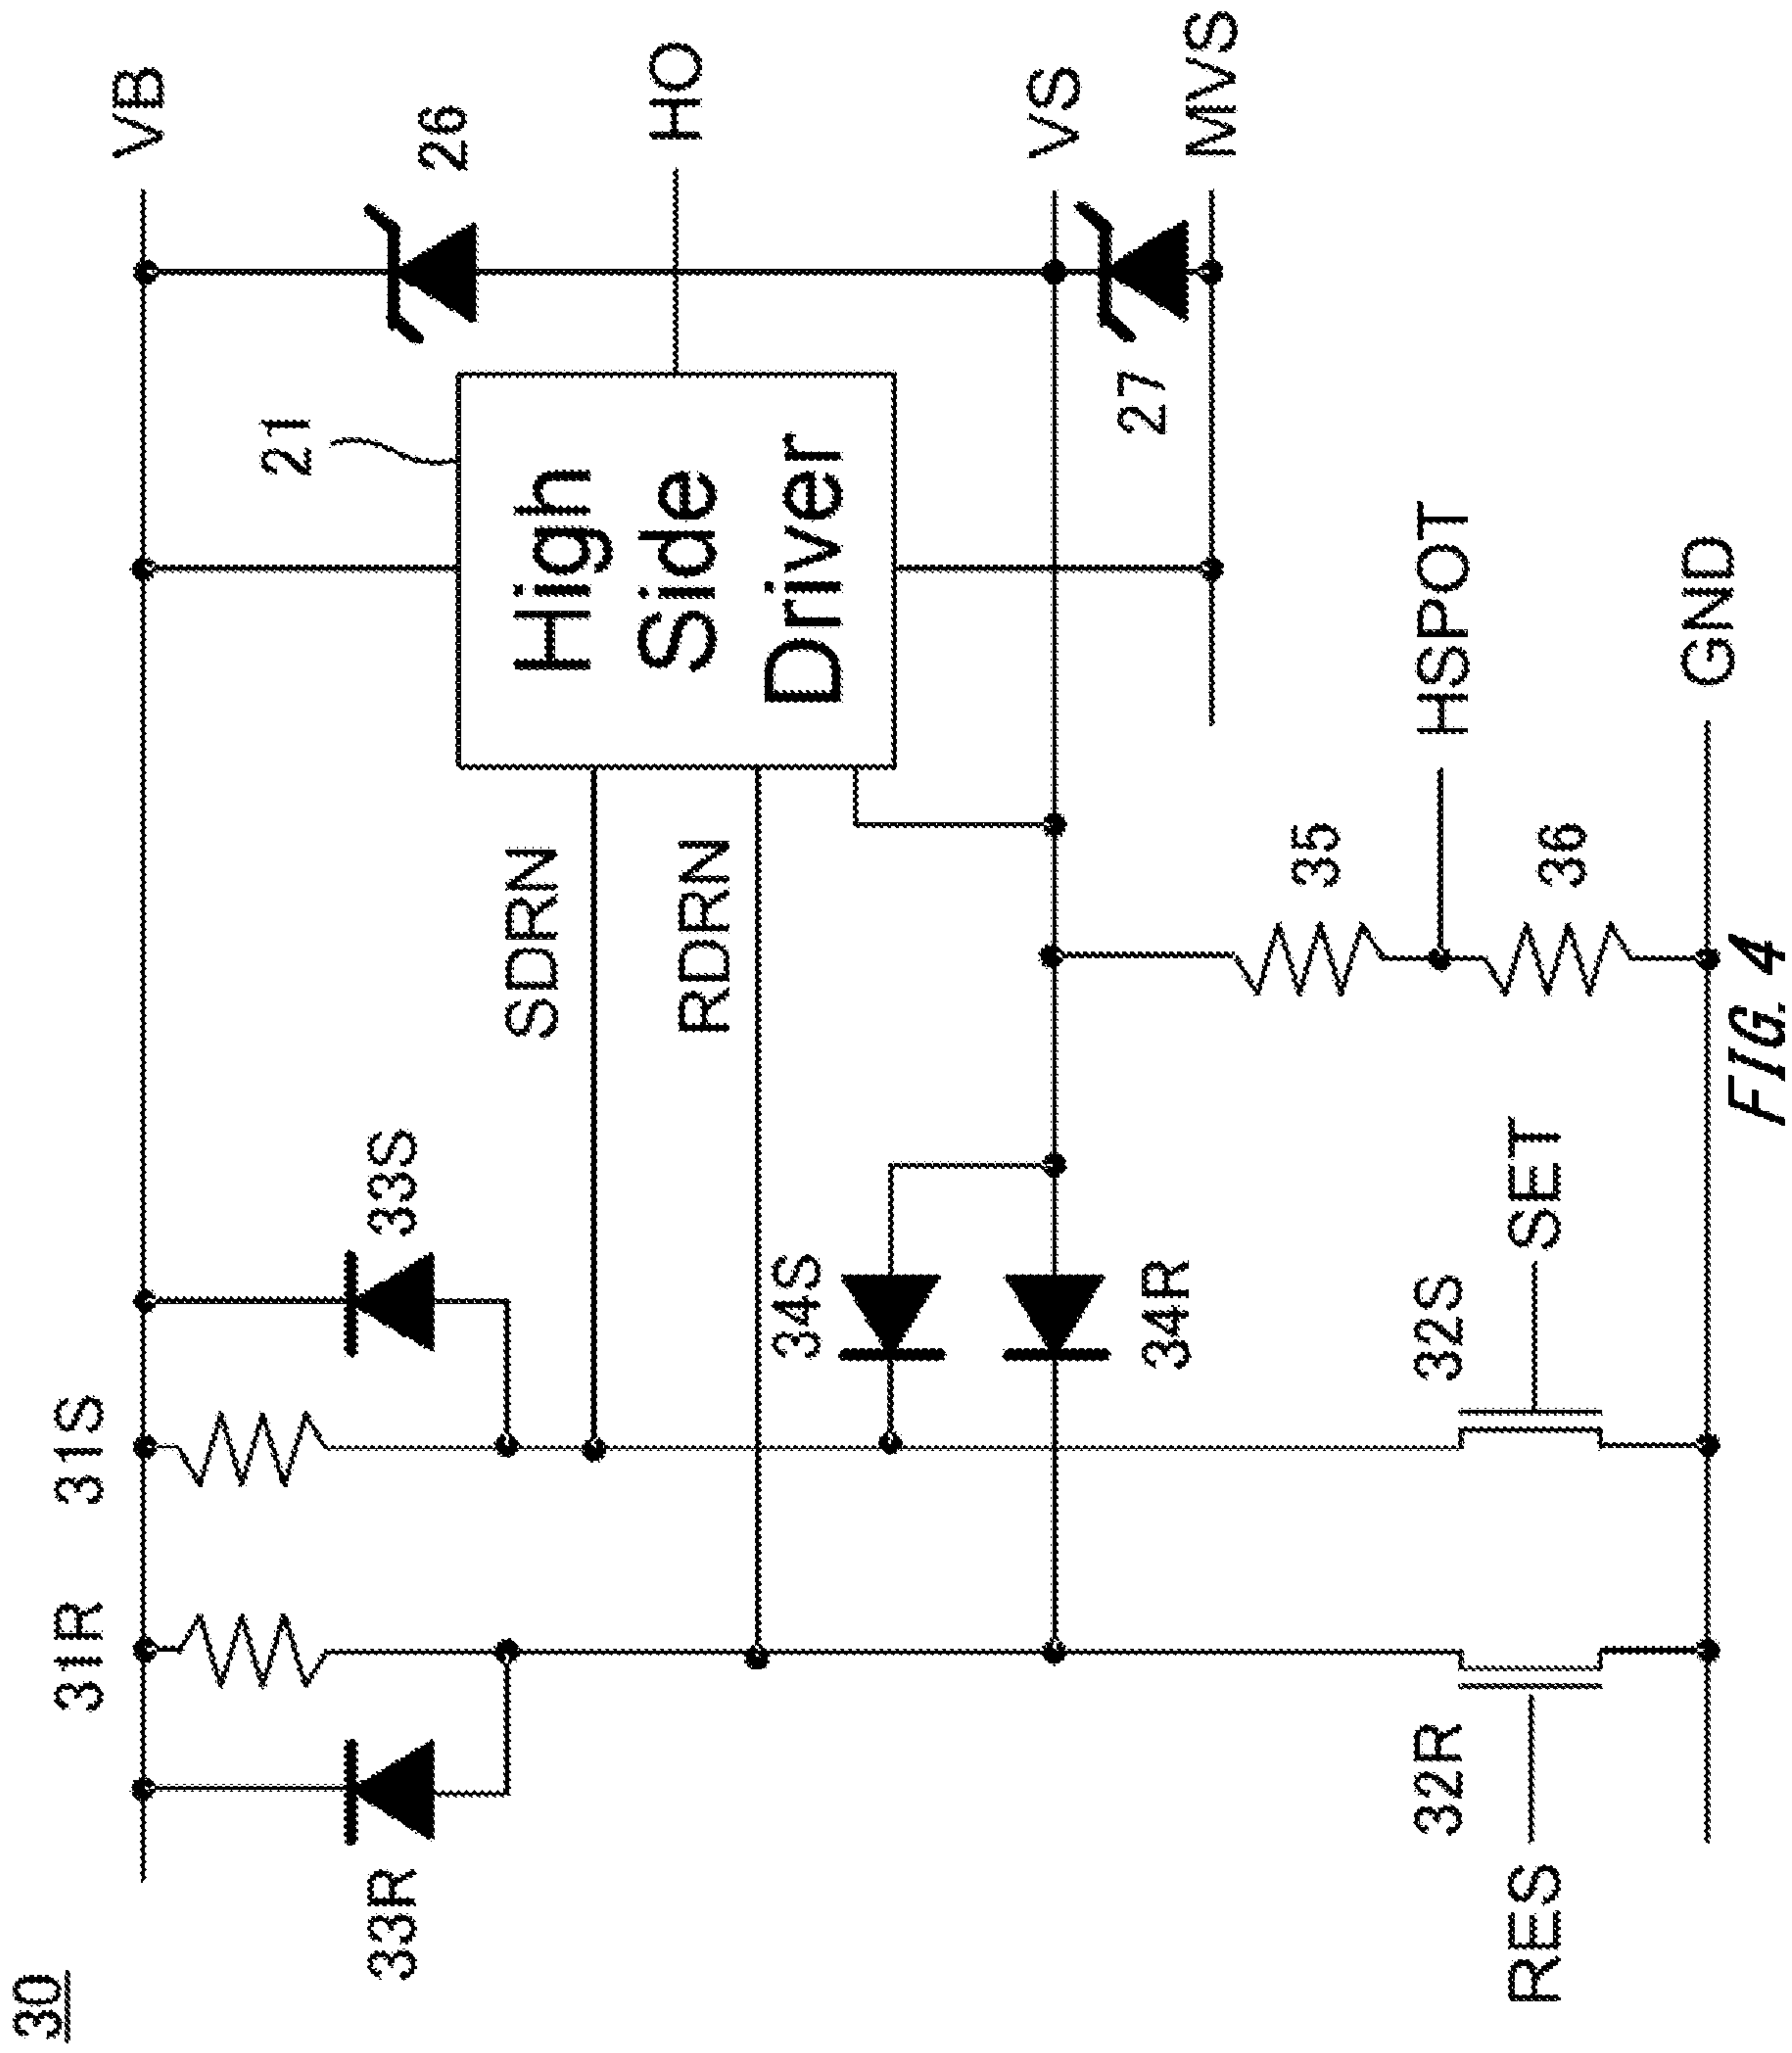 30
31R
31S
VB
33R
33S
21
26
SDRN
High
Side
Driver
HO
RDRN
34S
34R
VS
27
MVS
32R
32S
35
HSPOT
RES
SET
36
GND
FIG. 4